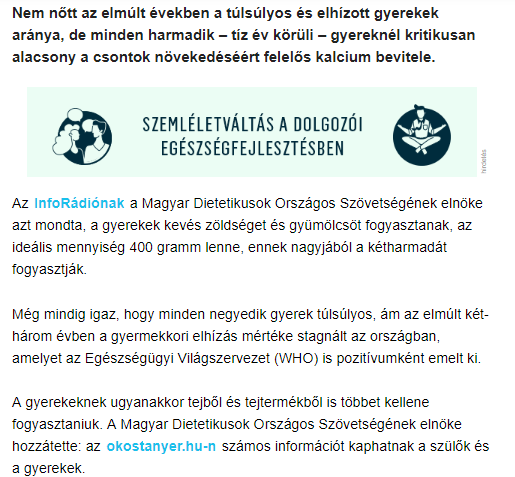 Nem nőtt az elmúlt években a túlsúlyos és elhízott gyerekek
aránya, de minden harmadik – tíz év körüli – gyereknél kritikusan
alacsony a csontok növekedéséért felelős kalcium bevitele.
SZEMLÉLETVÁLTÁS A DOLGOZÓI
EGÉSZSÉGFEJLESZTÉSBEN
hirdetés
Az InfoRádiónak a Magyar Dietetikusok Országos Szövetségének elnöke
azt mondta, a gyerekek kevés zöldséget és gyümölcsöt fogyasztanak, az
ideális mennyiség 400 gramm lenne, ennek nagyjából a kétharmadát
fogyasztják.
Még mindig igaz, hogy minden negyedik gyerek túlsúlyos, ám az elmúlt két-
három évben a gyermekkori elhízás mértéke stagnált az országban,
amelyet az Egészségügyi Világszervezet (WHO) is pozitívumként emelt ki.
A gyerekeknek ugyanakkor tejből és tejtermékből is többet kellene
fogyasztaniuk. A Magyar Dietetikusok Országos Szövetségének elnöke
hozzátette: az okostanyer.hu-n számos információt kaphatnak a szülők és
a gyerekek.